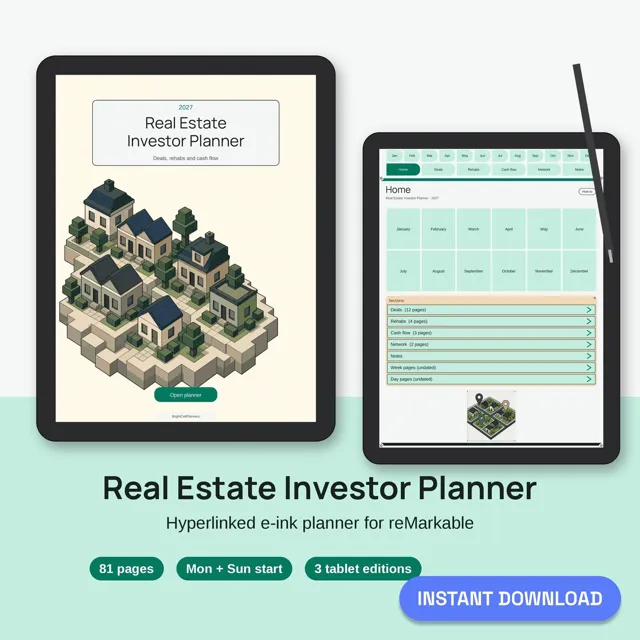 2027
Real Estate
Investor Planner
Deals, rehabs and cash flow
Open planner
BrightCellPlanners
Jan Feb Mar Apr May Jun Jul Aug Sep Oct Nov
Home Deals Rehabs Cash flow Network Notes
Home
Real Estate Investor Planner - 2027
January February March April May June
July August September October November December
Sections
Deals (12 pages)
Rehabs (4 pages)
Cash flow (3 pages)
Network (2 pages)
Notes
Week pages (undated)
Day pages (undated)
Real Estate Investor Planner
Hyperlinked e-ink planner for reMarkable
81 pages Mon + Sun start 3 tablet editions
INSTANT DOWNLOAD